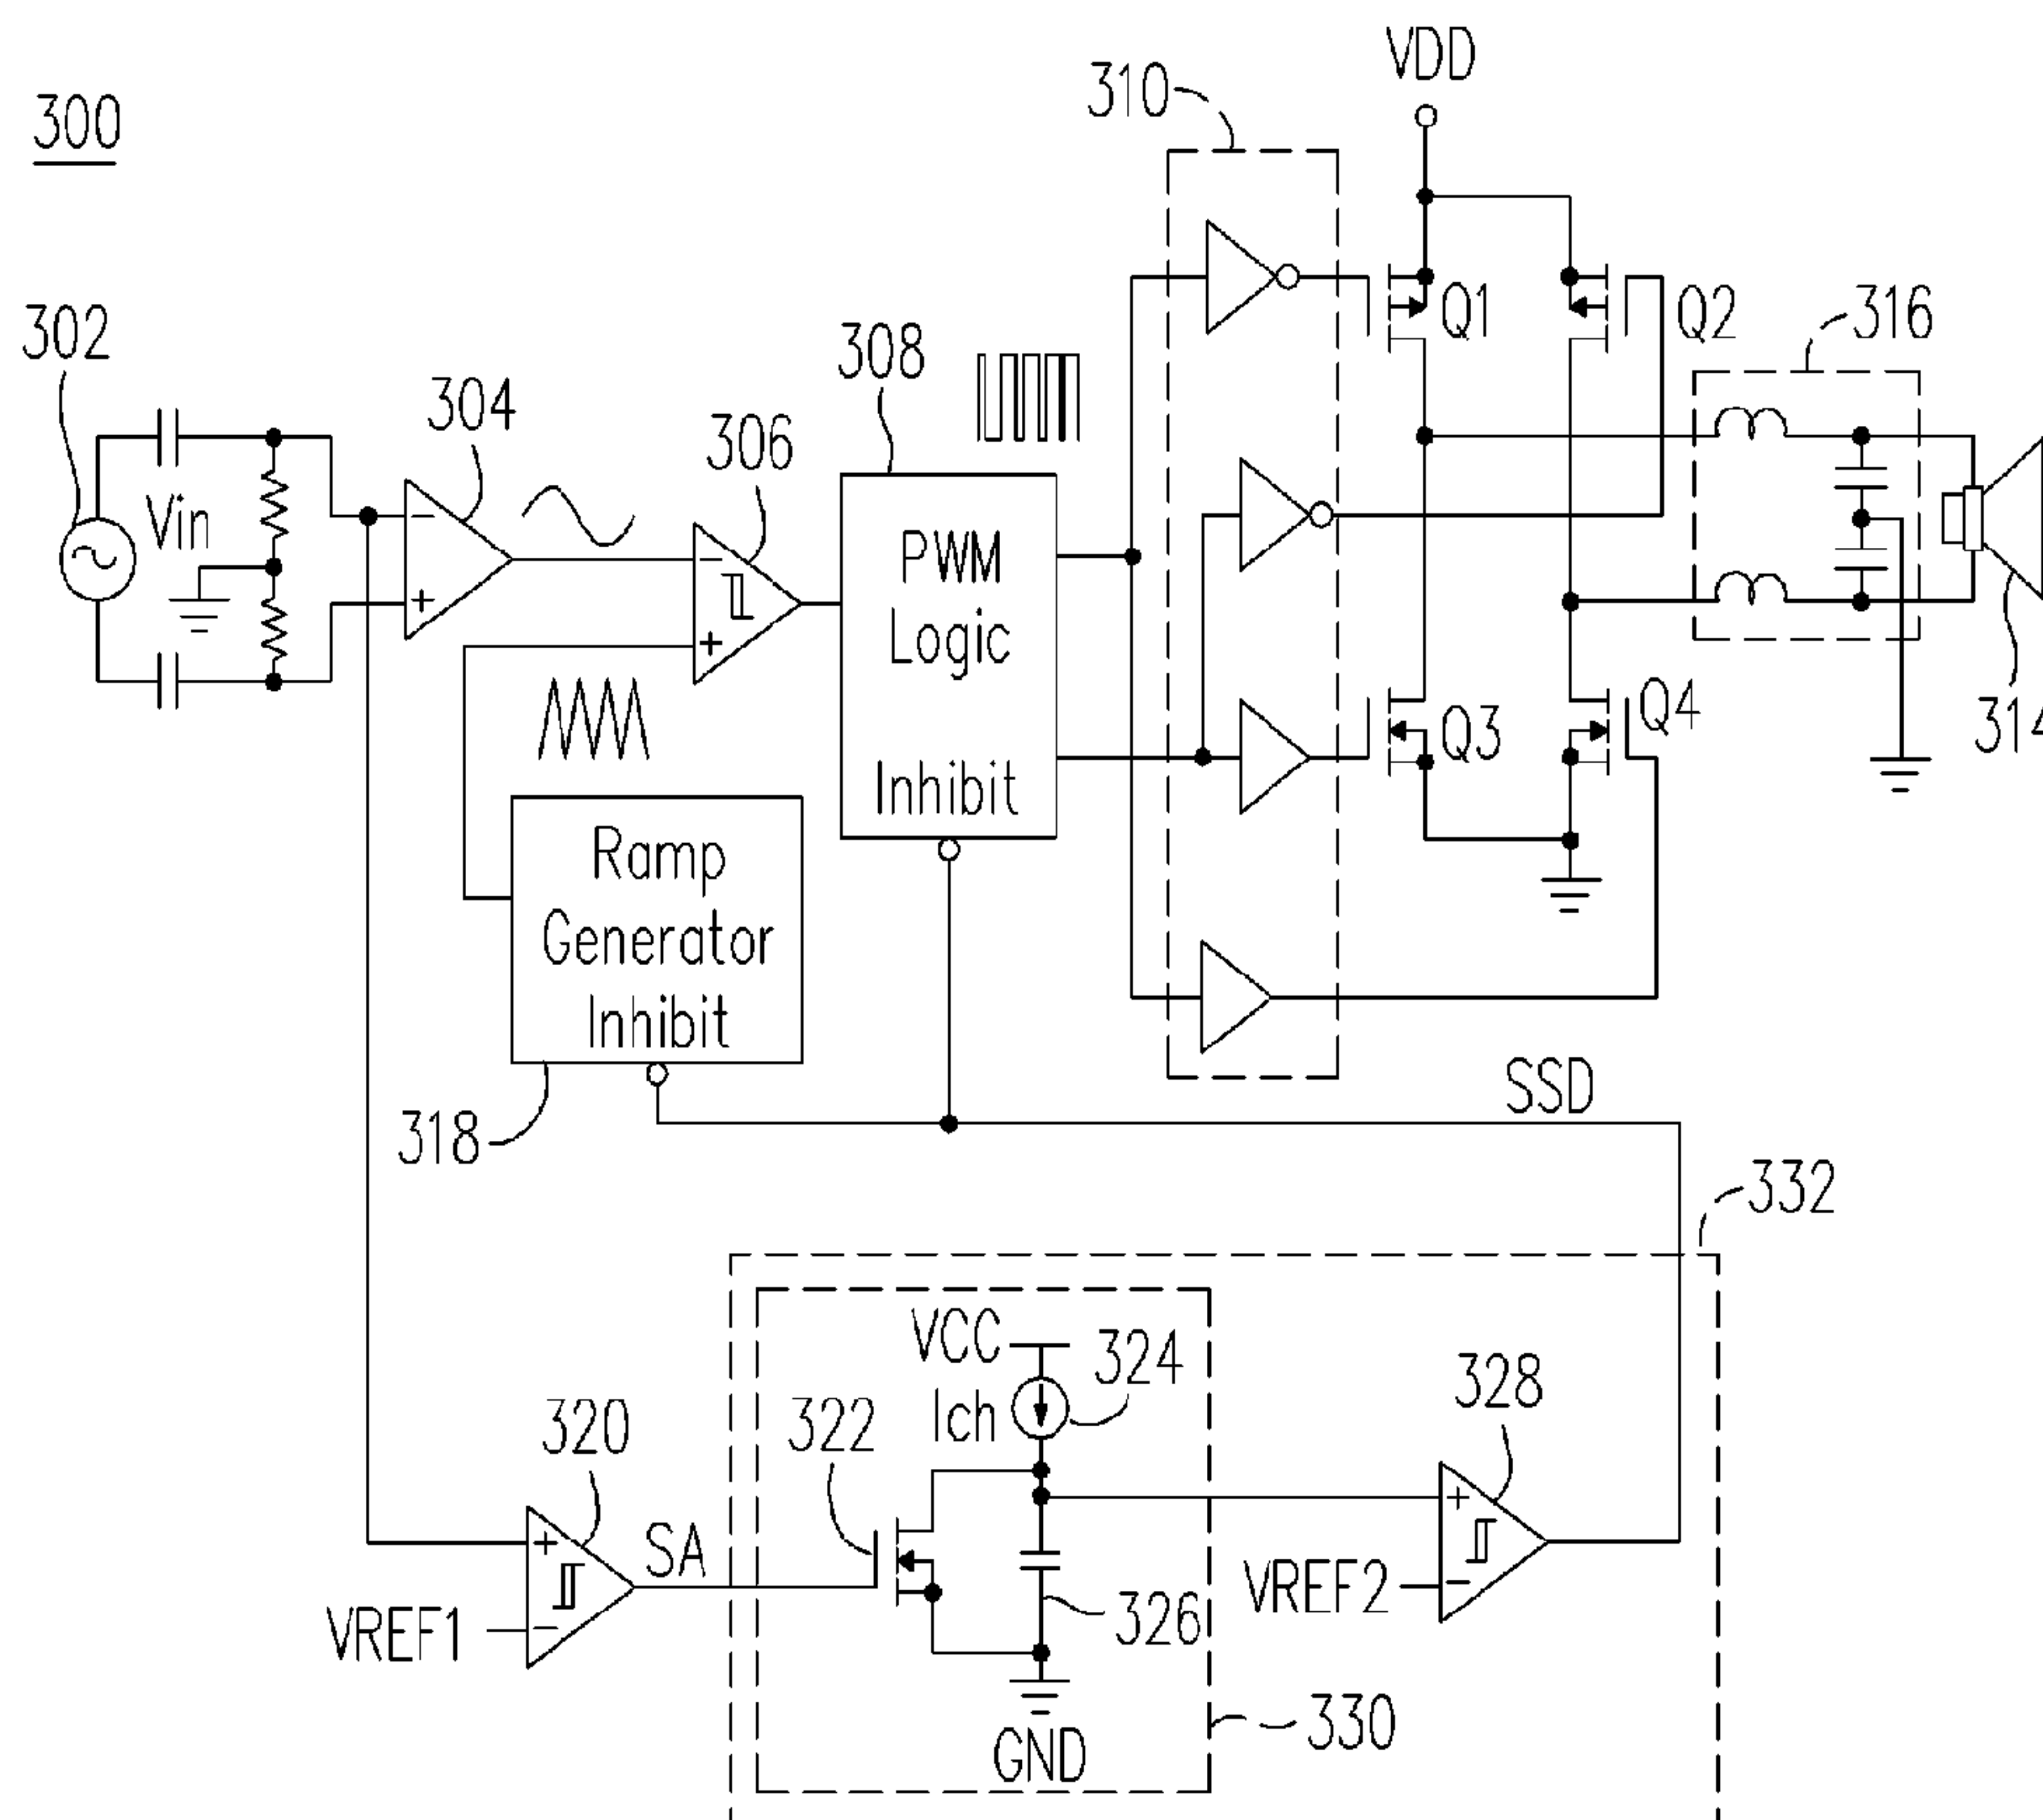 300
VDD
310
302
Vin
304
306
308
PWM
Logic
Inhibit
Q1
Q2
316
Q3
Q4
314
Ramp
Generator
Inhibit
318
SSD
332
VCC
324
Ich
322
328
320
SA
VREF1
VREF2
326
330
GND